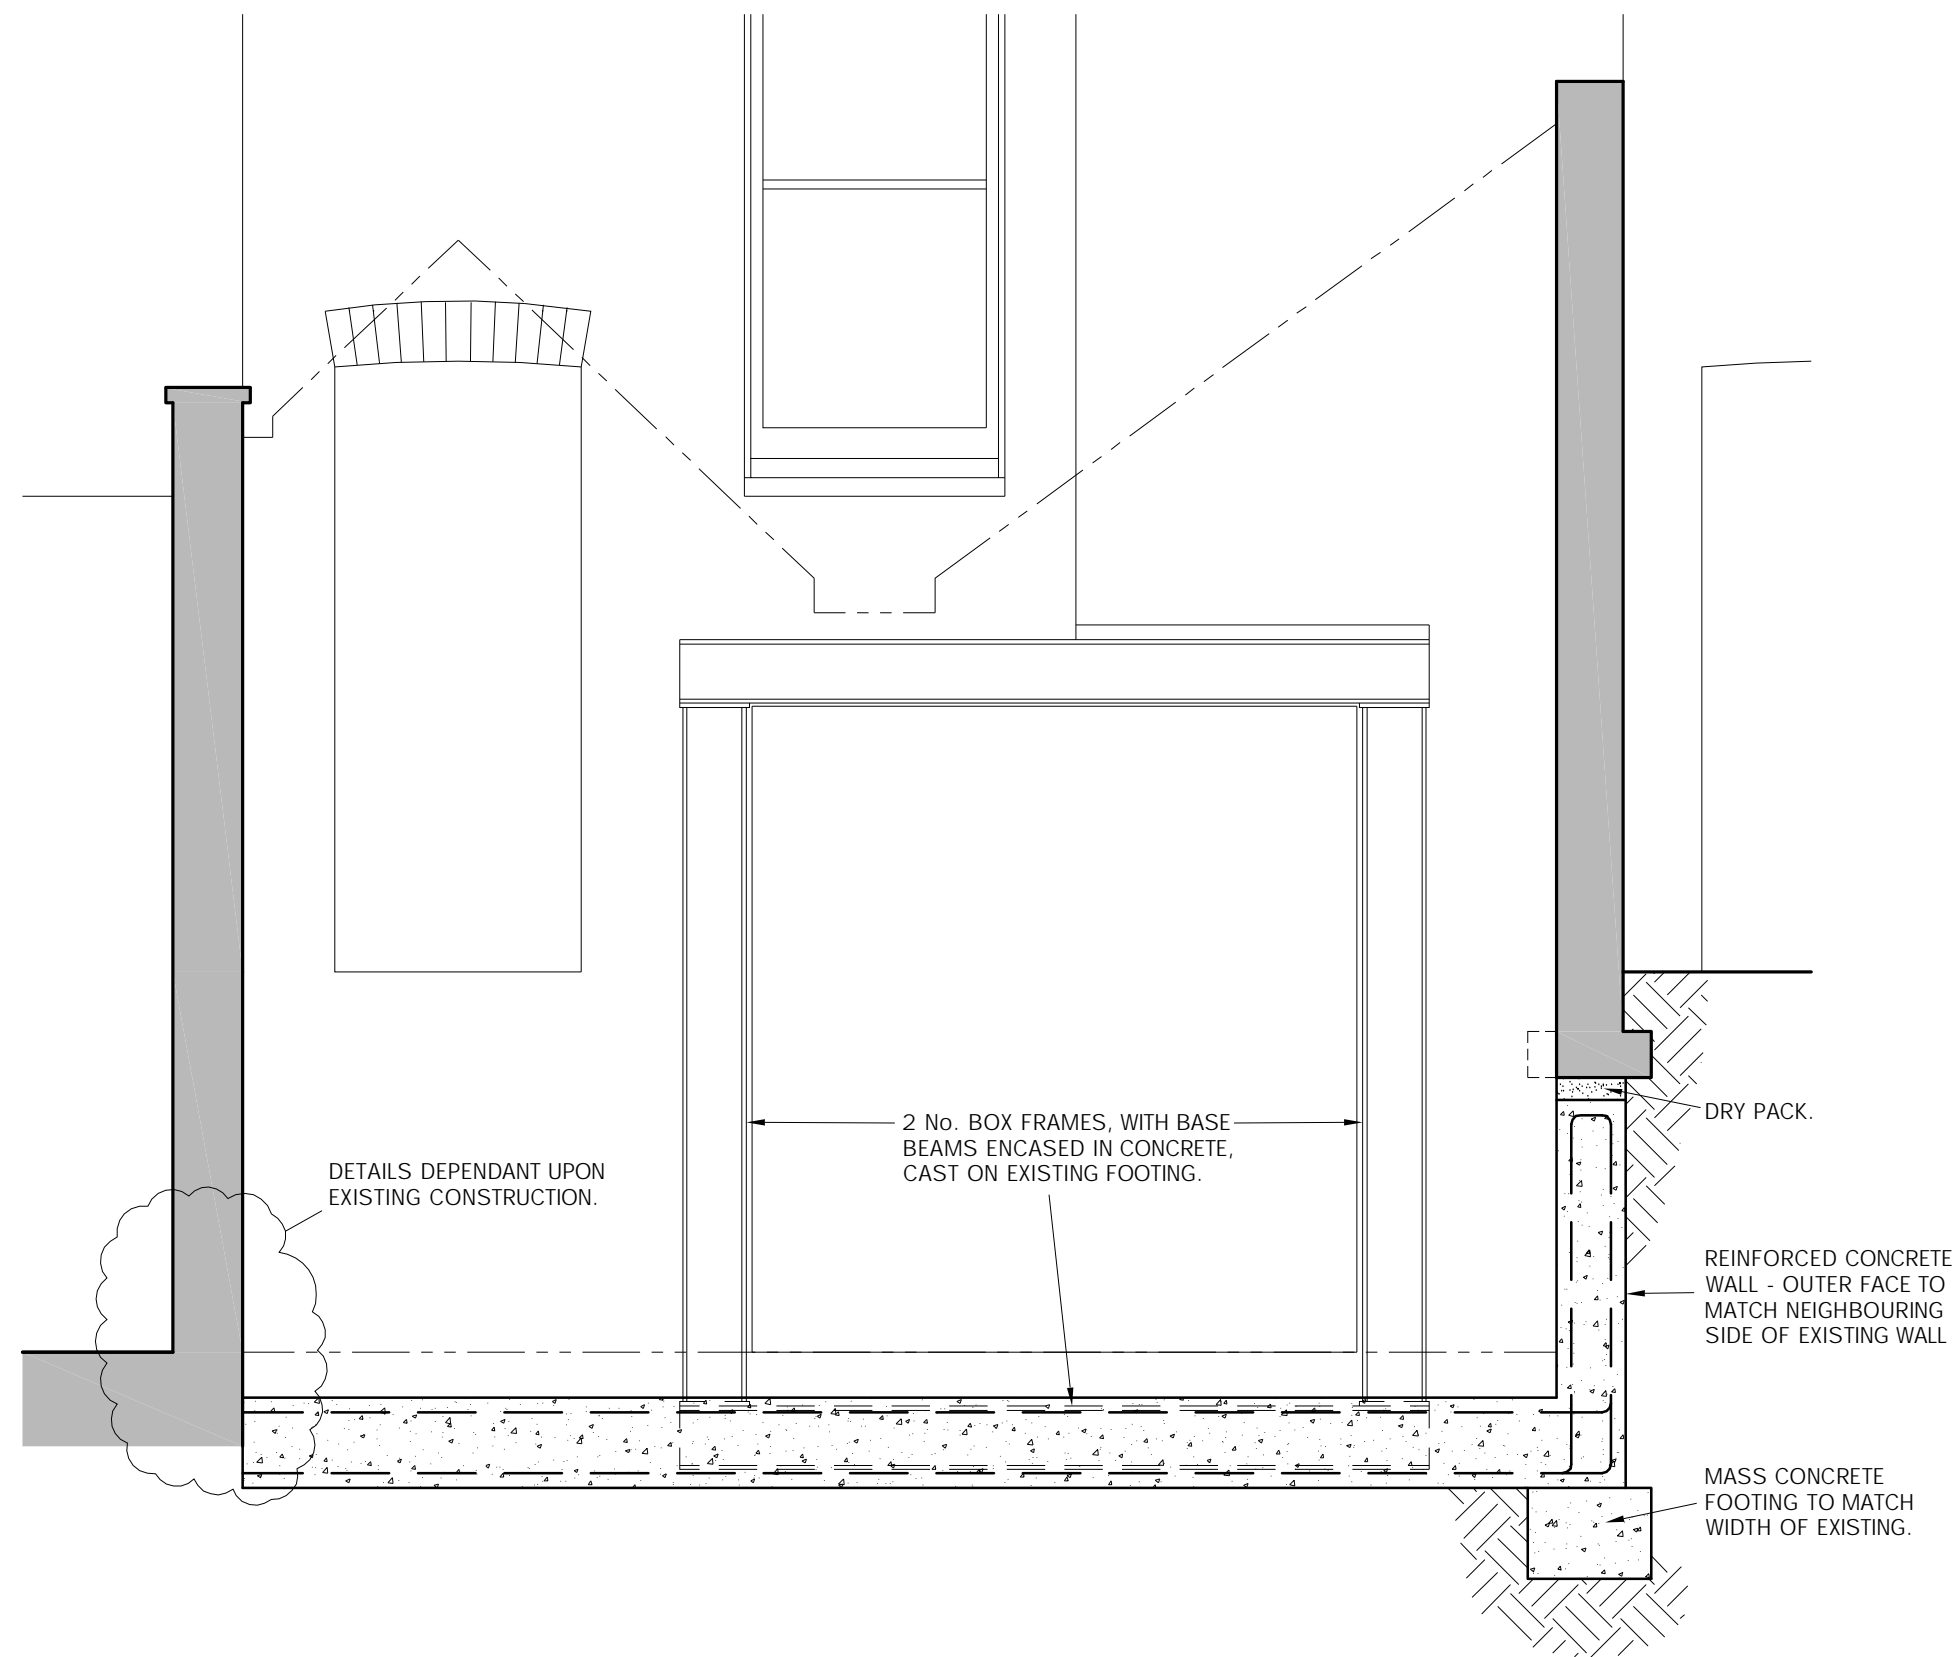 2 No. BOX FRAMES, WITH BASE
BEAMS ENCASED IN CONCRETE,
CAST ON EXISTING FOOTING.
DRY PACK.
DETAILS DEPENDANT UPON
EXISTING CONSTRUCTION.
REINFORCED CONCRETE
WALL - OUTER FACE TO
MATCH NEIGHBOURING
SIDE OF EXISTING WALL
MASS CONCRETE
FOOTING TO MATCH
WIDTH OF EXISTING.